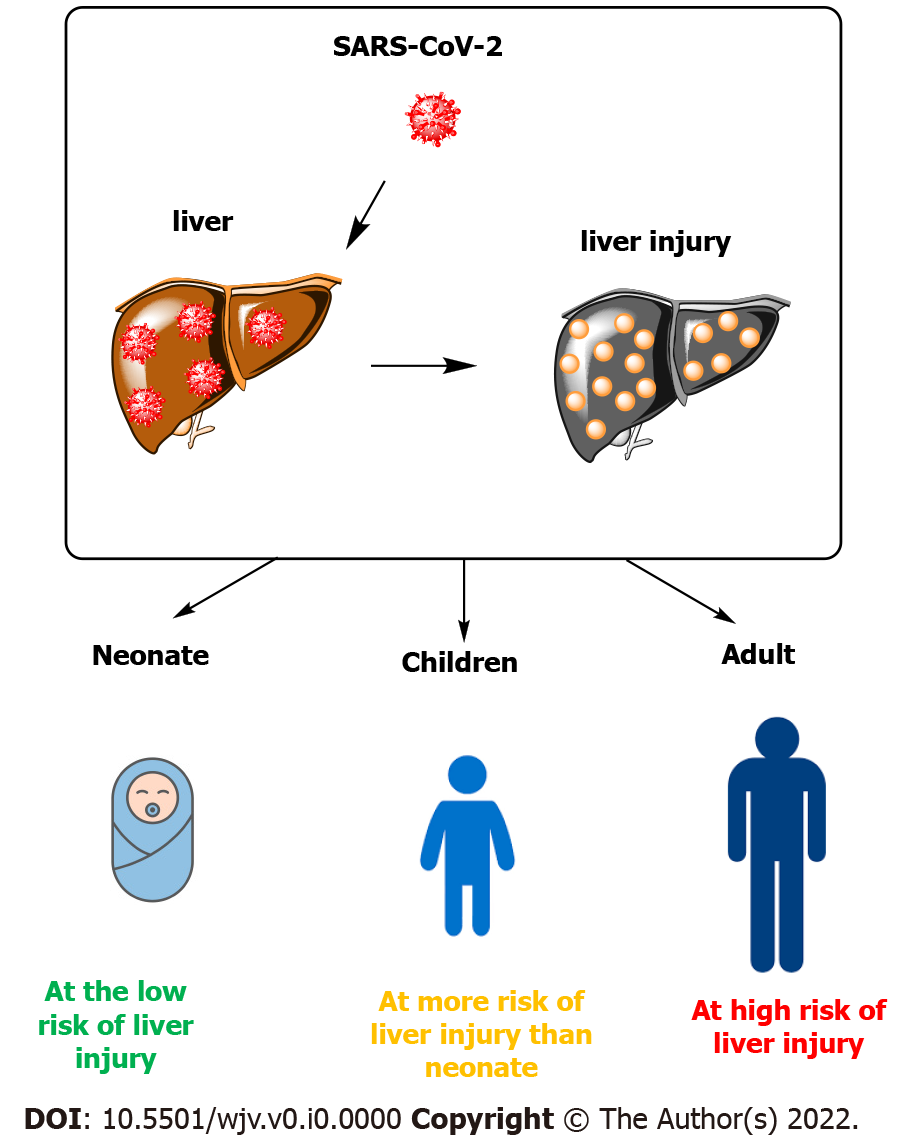 SARS-CoV-2
liver
liver injury
Neonate
Children
Adult
At the low
risk of liver
injury
At more risk of
liver injury than
neonate
At high risk of
liver injury
DOI: 10.5501/wjv.v0.i0.0000 Copyright © The Author(s) 2022.